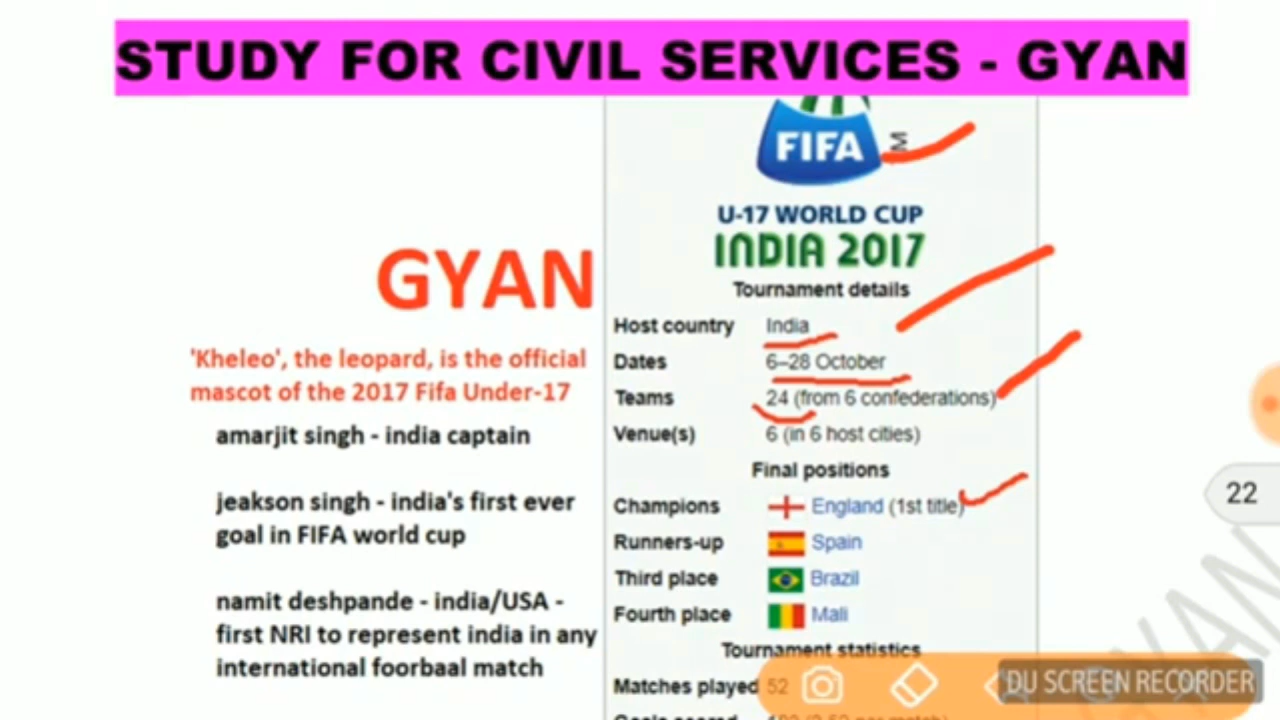 STUDY FOR CIVIL SERVICES - GYAN
FIFA
U-17 WORLD CUP
INDIA 2017
GYAN
'Kheleo', the leopard, is the official
mascot of the 2017 Fifa Under-17
amarjit singh - india captain
jeakson singh - india's first ever
goal in FIFA world cup
namit deshpande - india/USA -
first NRI to represent india in any
international foorbaal match
Tournament details
Host country India
Dates 6–28 October
Teams 24 (from 6 confederations)
Venue(s) 6 (in 6 host cities)
Final positions
Champions England (1st title)
Runners-up Spain
Third place Brazil
Fourth place Mali
Tournament statistics
Matches played 52
22
DU SCREEN RECORDER